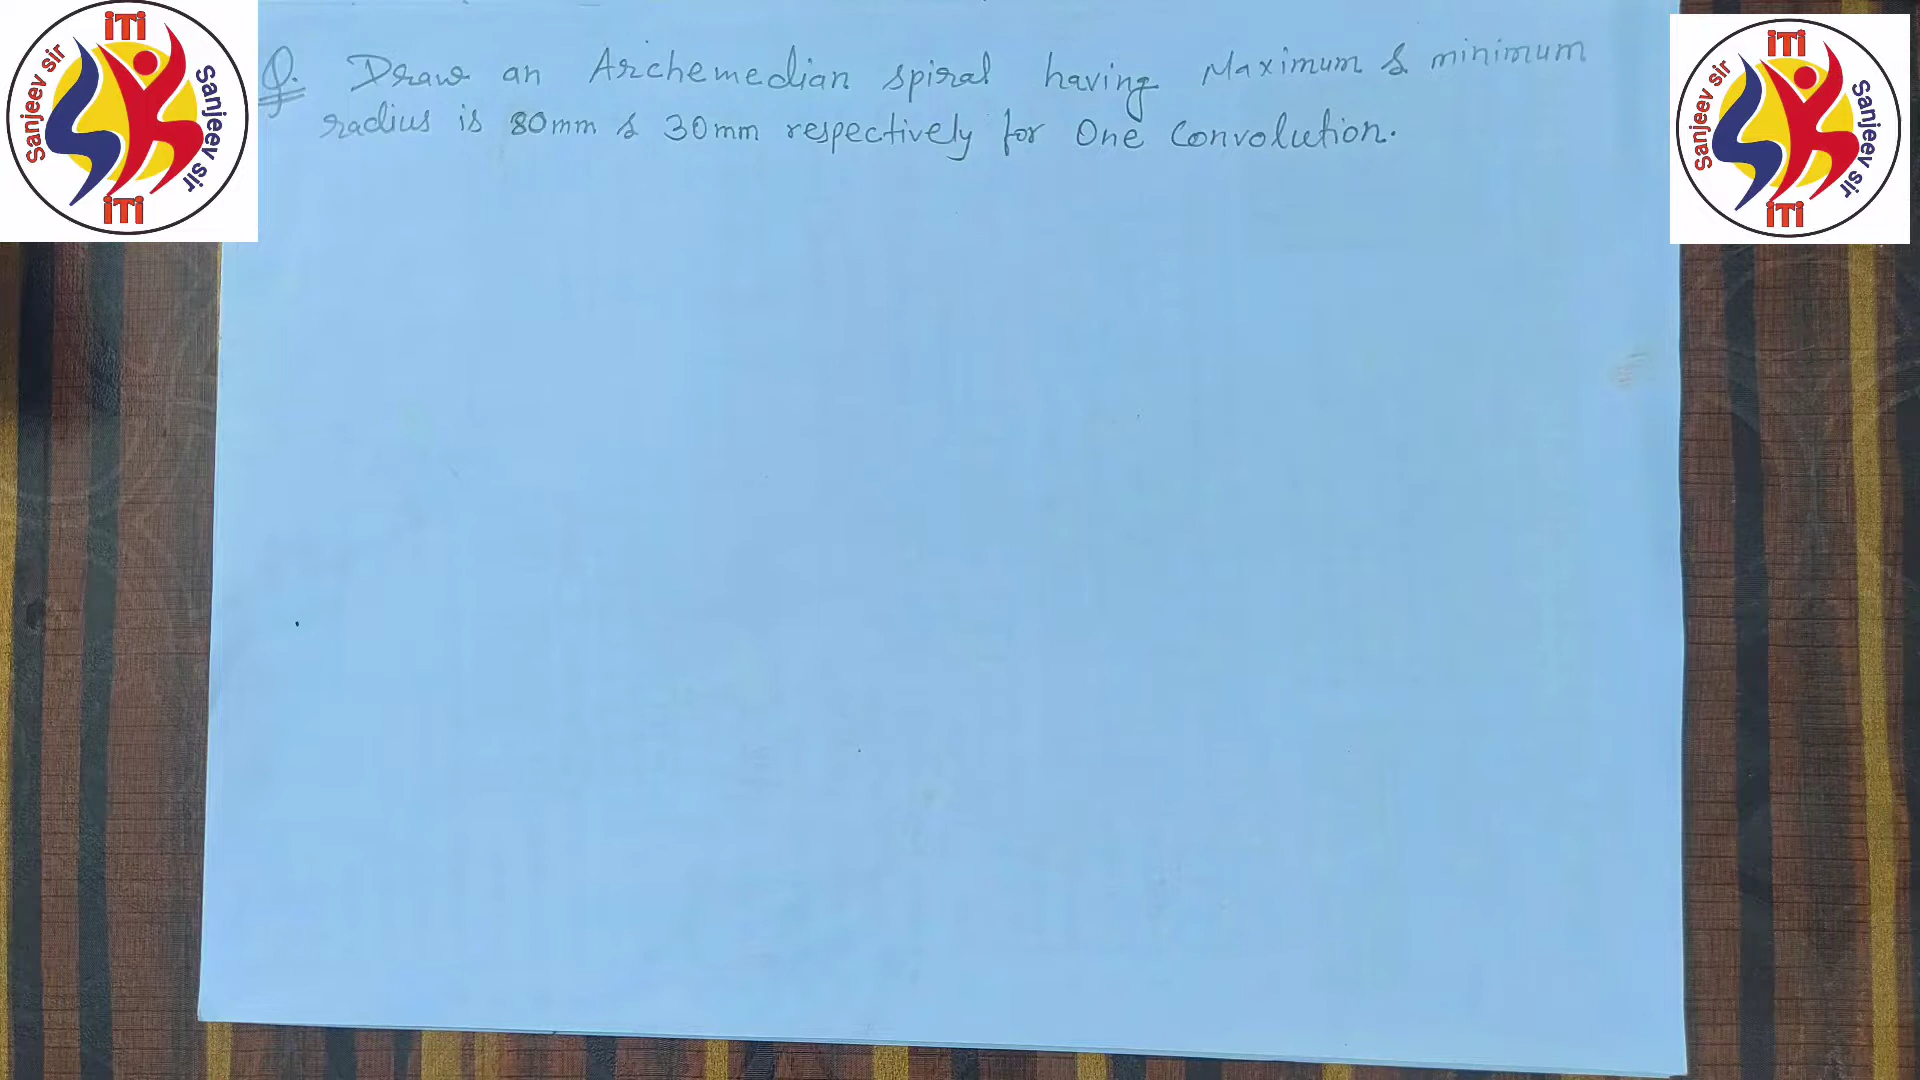 iTi
Sanjeev sir
Sanjeev sir
iTi
Q. Draw an Archemedian spiral having Maximum & minimum
radius is 80mm & 30mm respectively for One Convolution.
iTi
Sanjeev sir
Sanjeev sir
iTi